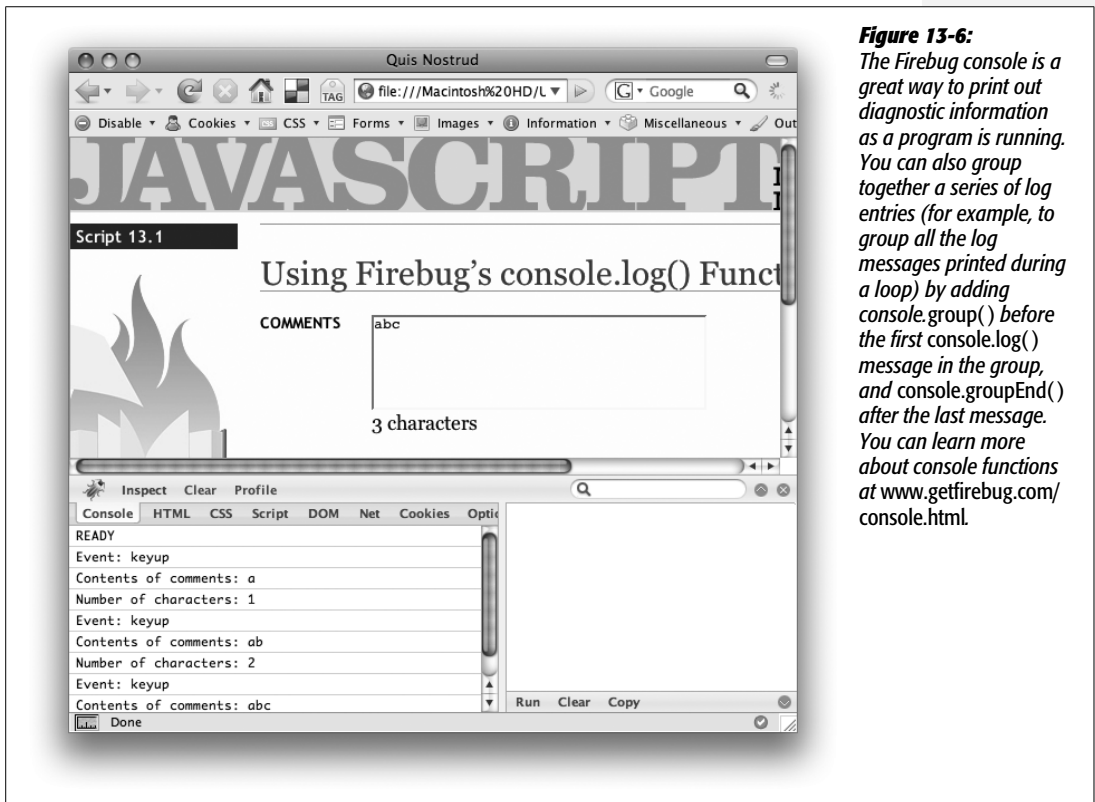 Quis Nostrud
TAG
file:///Macintosh%20HD/L
G Google
Disable Cookies CSS Forms Images Information Miscellaneous Out
JAVASCRIPT
Script 13.1
Using Firebug's console.log() Funct
COMMENTS
abc
3 characters
Inspect Clear Profile
Console HTML CSS Script DOM Net Cookies Optic
READY
Event: keyup
Contents of comments: a
Number of characters: 1
Event: keyup
Contents of comments: ab
Number of characters: 2
Event: keyup
Contents of comments: abc
Run Clear Copy
Done
Figure 13-6:
The Firebug console is a
great way to print out
diagnostic information
as a program is running.
You can also group
together a series of log
entries (for example, to
group all the log
messages printed during
a loop) by adding
console.group( ) before
the first console.log( )
message in the group,
and console.groupEnd( )
after the last message.
You can learn more
about console functions
at www.getfirebug.com/
console.html.